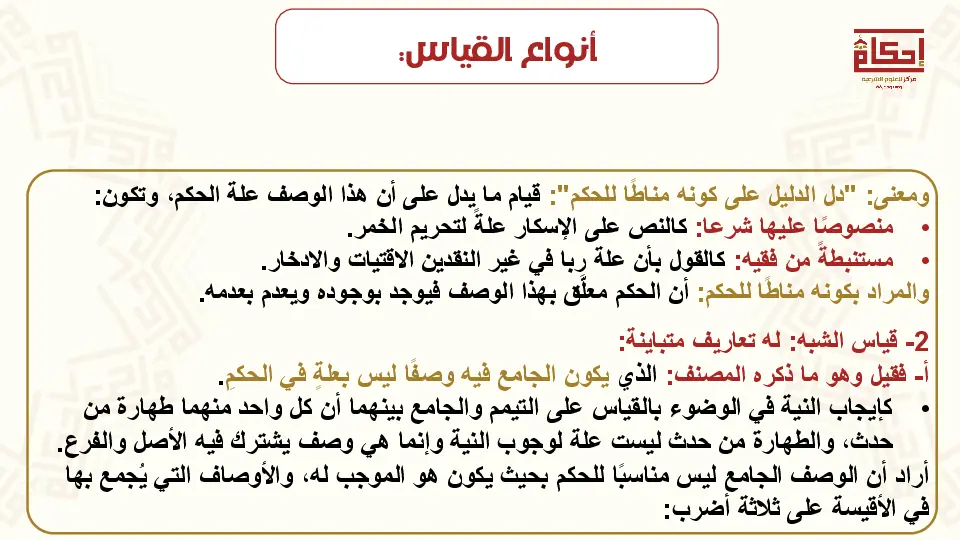 أنواع القياس:
إحكام
مركز للعلوم الشرعية
ومعنى: "دل الدليل على كونه مناطًا للحكم": قيام ما يدل على أن هذا الوصف علة الحكم، وتكون:
• منصوصًا عليها شرعا: كالنص على الإسكار علةً لتحريم الخمر.
• مستنبطةً من فقيه: كالقول بأن علة ربا في غير النقدين الاقتيات والادخار.
والمراد بكونه مناطًا للحكم: أن الحكم معلَّق بهذا الوصف فيوجد بوجوده ويعدم بعدمه.
2- قياس الشبه: له تعاريف متباينة:
أ- فقيل وهو ما ذكره المصنف: الذي يكون الجامع فيه وصفًا ليس بعلةٍ في الحكمِ.
• كإيجاب النية في الوضوء بالقياس على التيمم والجامع بينهما أن كل واحد منهما طهارة من
حدث، والطهارة من حدث ليست علة لوجوب النية وإنما هي وصف يشترك فيه الأصل والفرع.
أراد أن الوصف الجامع ليس مناسبًا للحكم بحيث يكون هو الموجب له، والأوصاف التي يُجمع بها
في الأقيسة على ثلاثة أضرب: